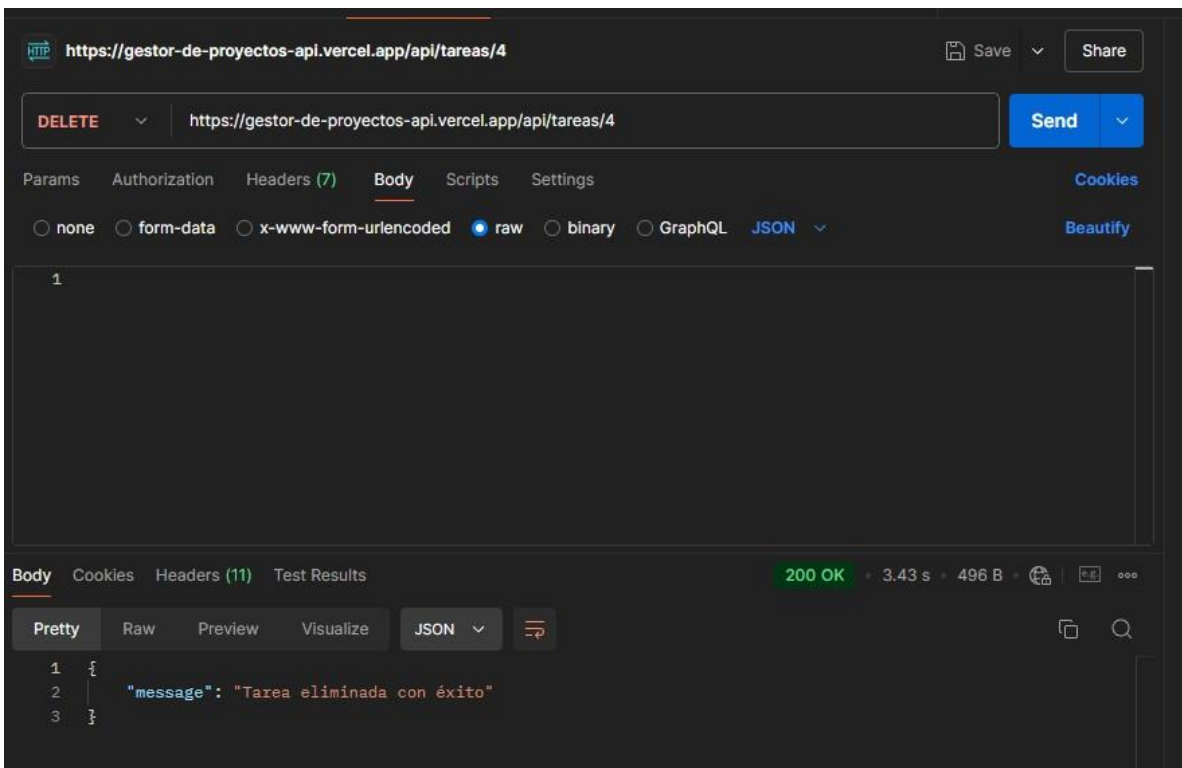 HTTP https://gestor-de-proyectos-api.vercel.app/api/tareas/4 Save Share
DELETE https://gestor-de-proyectos-api.vercel.app/api/tareas/4 Send
Params Authorization Headers (7) Body Scripts Settings Cookies
none form-data x-www-form-urlencoded raw binary GraphQL JSON Beautify
1
Body Cookies Headers (11) Test Results 200 OK • 3.43 s • 496 B • e.g.
Pretty Raw Preview Visualize JSON
1 {
2 "message": "Tarea eliminada con éxito"
3 }